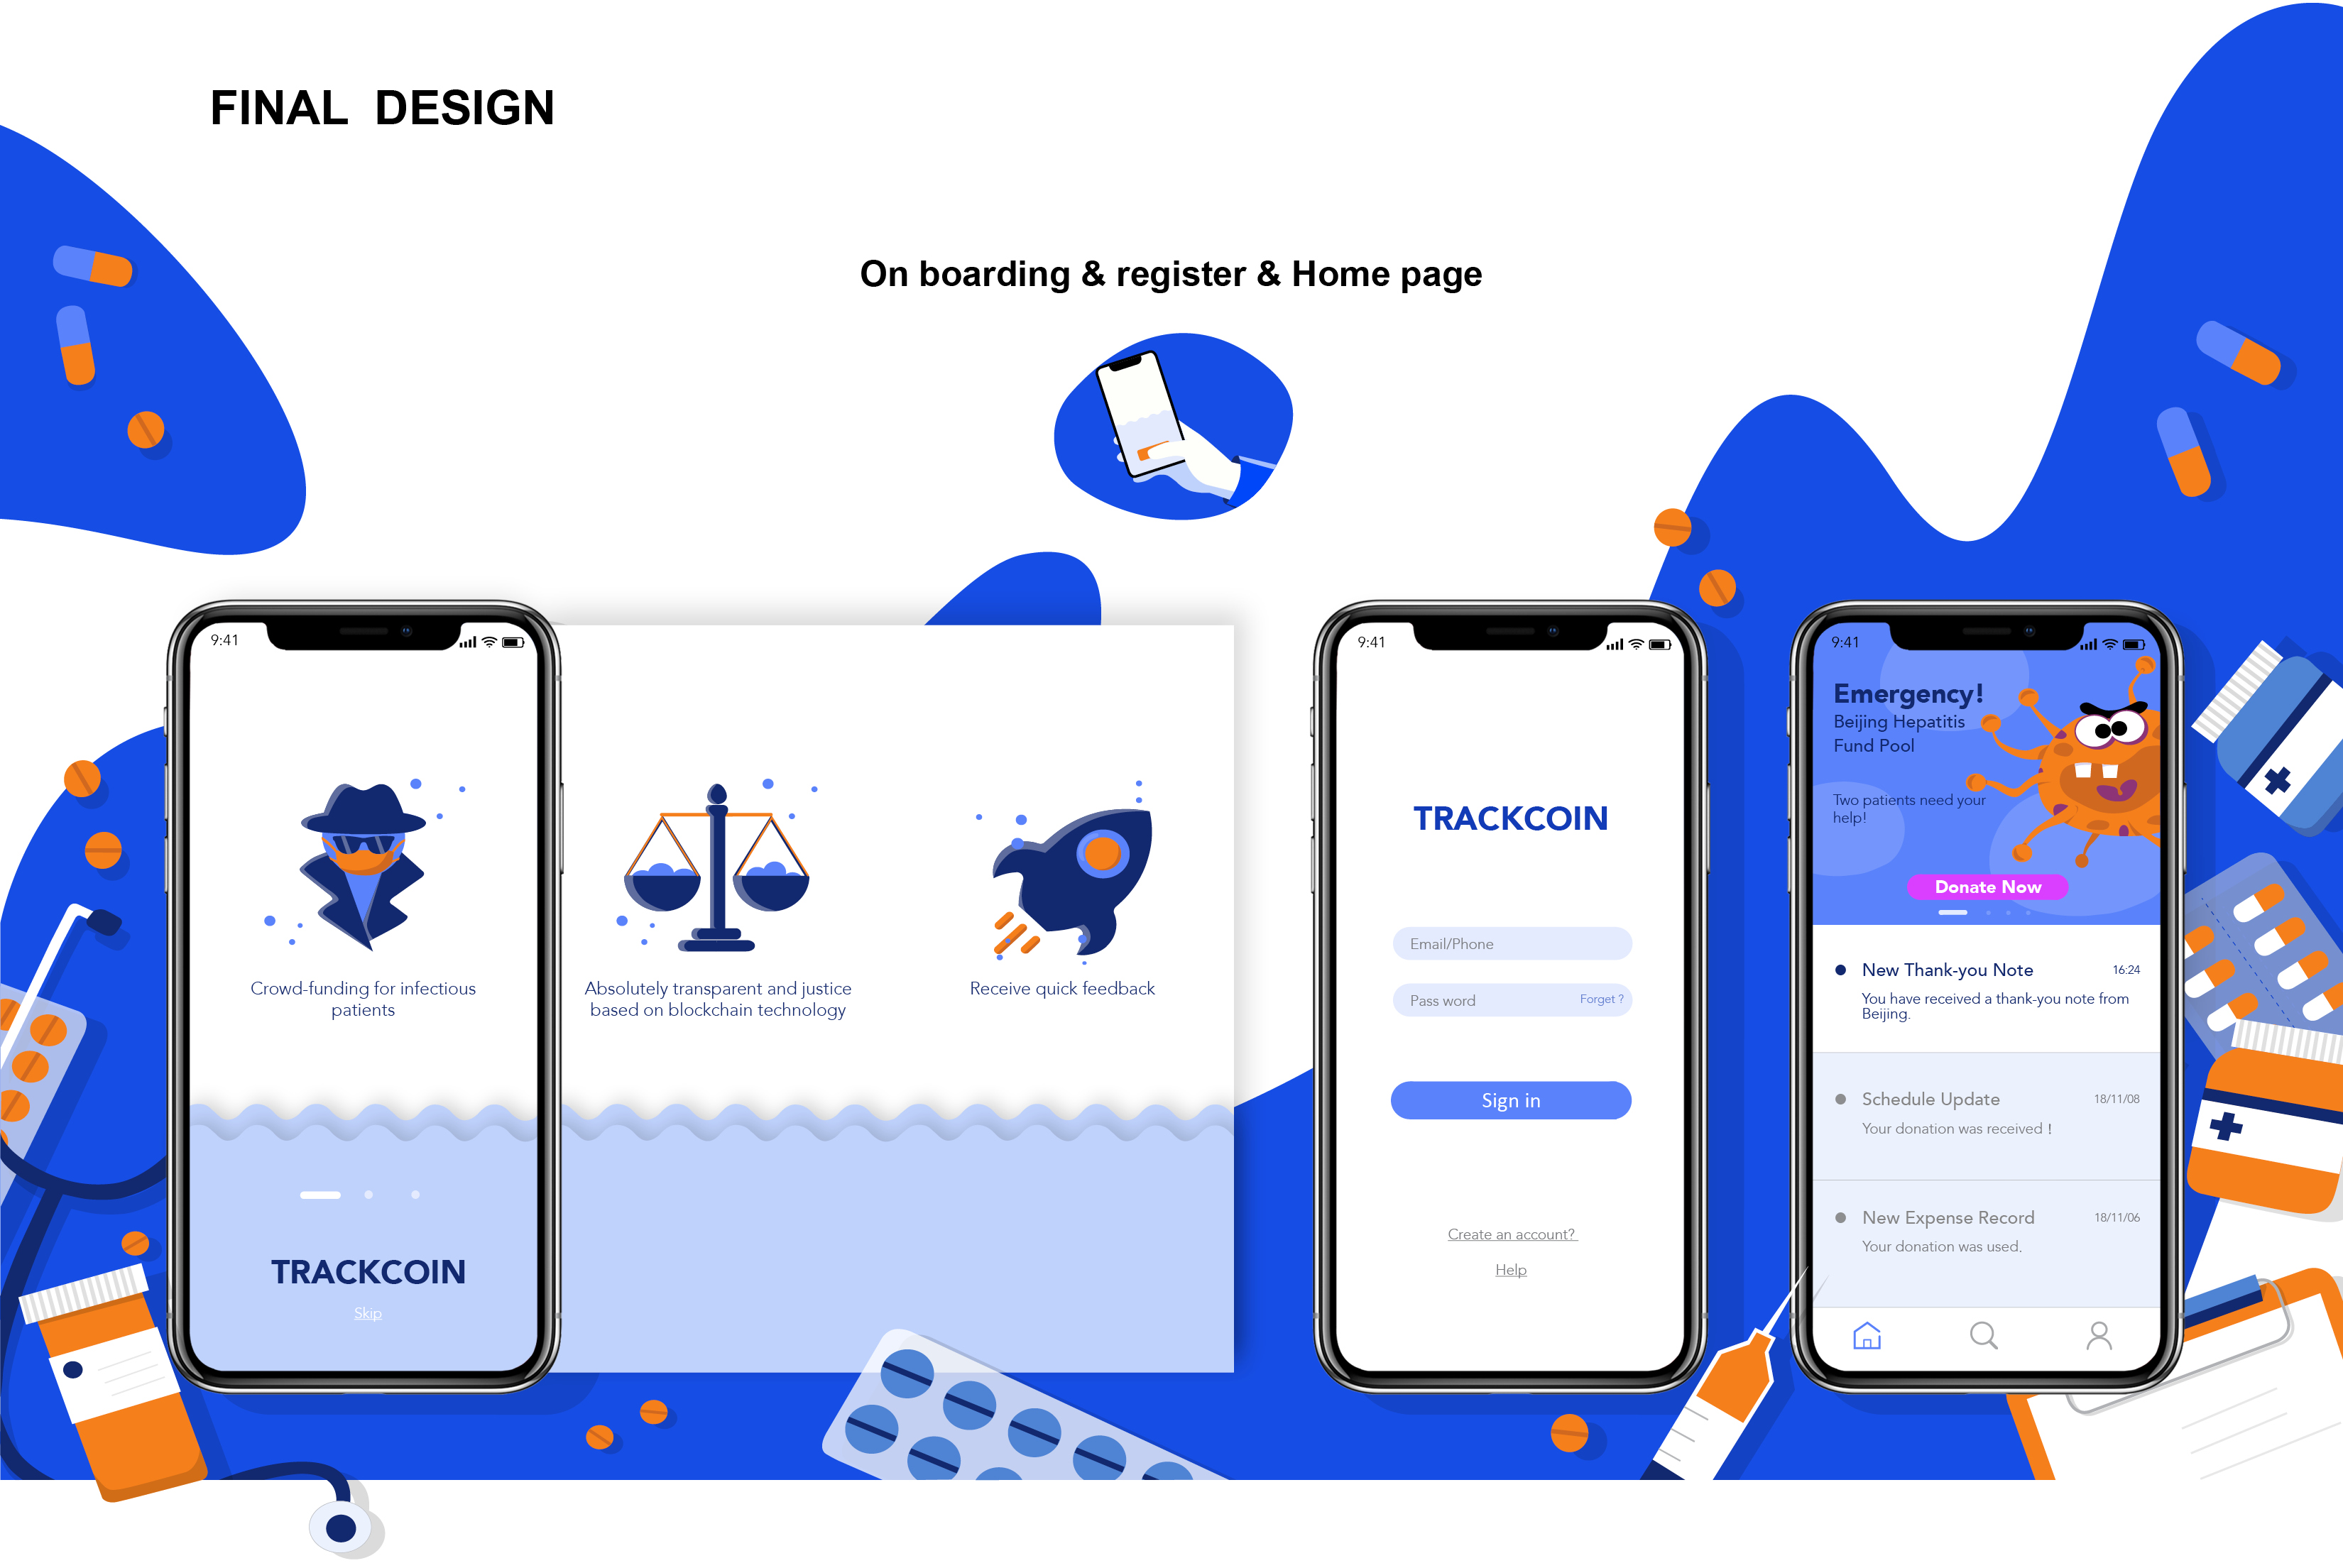 FINAL DESIGN
On boarding & register & Home page
9:41
Crowd-funding for infectious
patients
TRACKCOIN
Skip
Absolutely transparent and justice
based on blockchain technology
Receive quick feedback
9:41
TRACKCOIN
Email/Phone
Pass word Forget ?
Sign in
Create an account?
Help
9:41
Emergency!
Beijing Hepatitis
Fund Pool
Two patients need your
help!
Donate Now
New Thank-you Note 16:24
You have received a thank-you note from
Beijing.
Schedule Update 18/11/08
Your donation was received !
New Expense Record 18/11/06
Your donation was used.